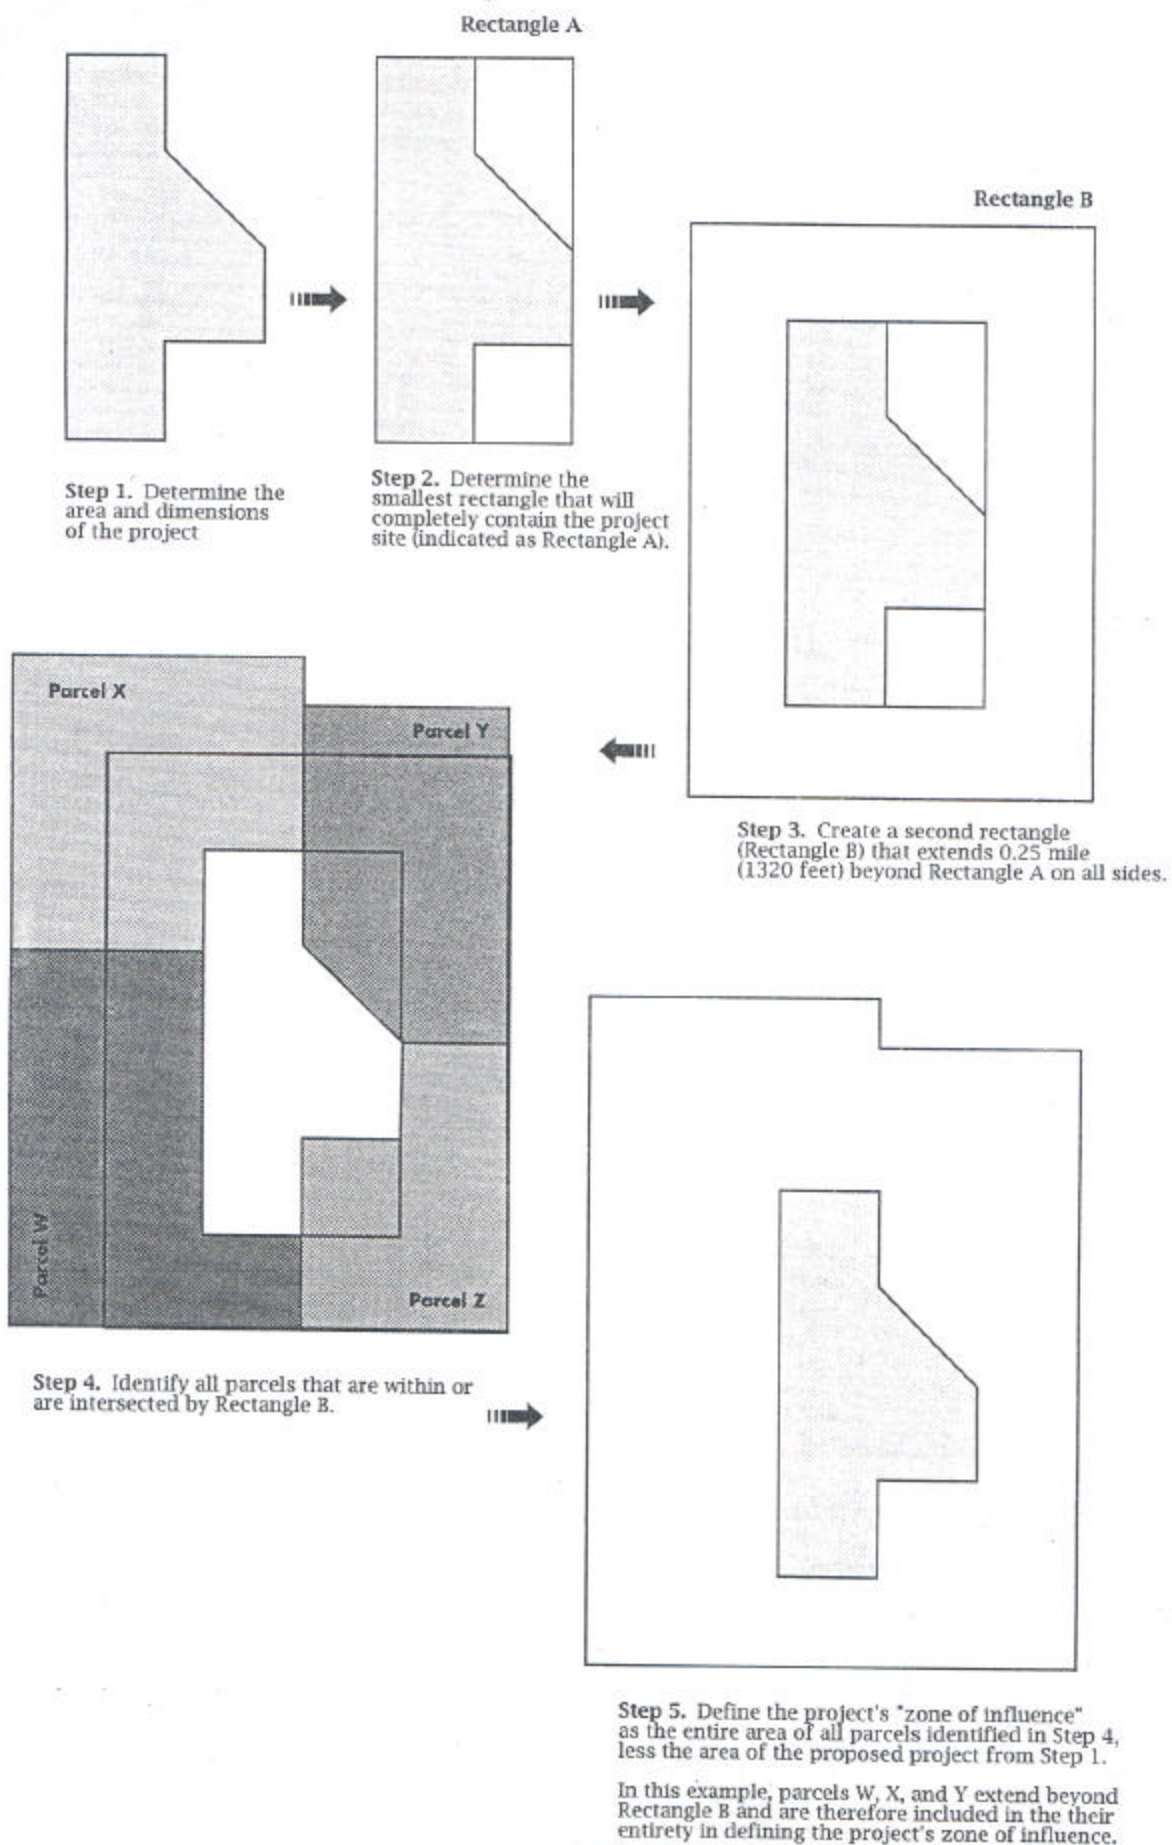 Rectangle A
Step 1. Determine the
area and dimensions
of the project
Step 2. Determine the
smallest rectangle that will
completely contain the project
site (indicated as Rectangle A).
Rectangle B
Step 3. Create a second rectangle
(Rectangle B) that extends 0.25 mile
(1320 feet) beyond Rectangle A on all sides.
Parcel X
Parcel Y
Parcel W
Parcel Z
Step 4. Identify all parcels that are within or
are intersected by Rectangle B.
Step 5. Define the project's "zone of influence"
as the entire area of all parcels identified in Step 4,
less the area of the proposed project from Step 1.
In this example, parcels W, X, and Y extend beyond
Rectangle B and are therefore included in the their
entirety in defining the project's zone of influence.